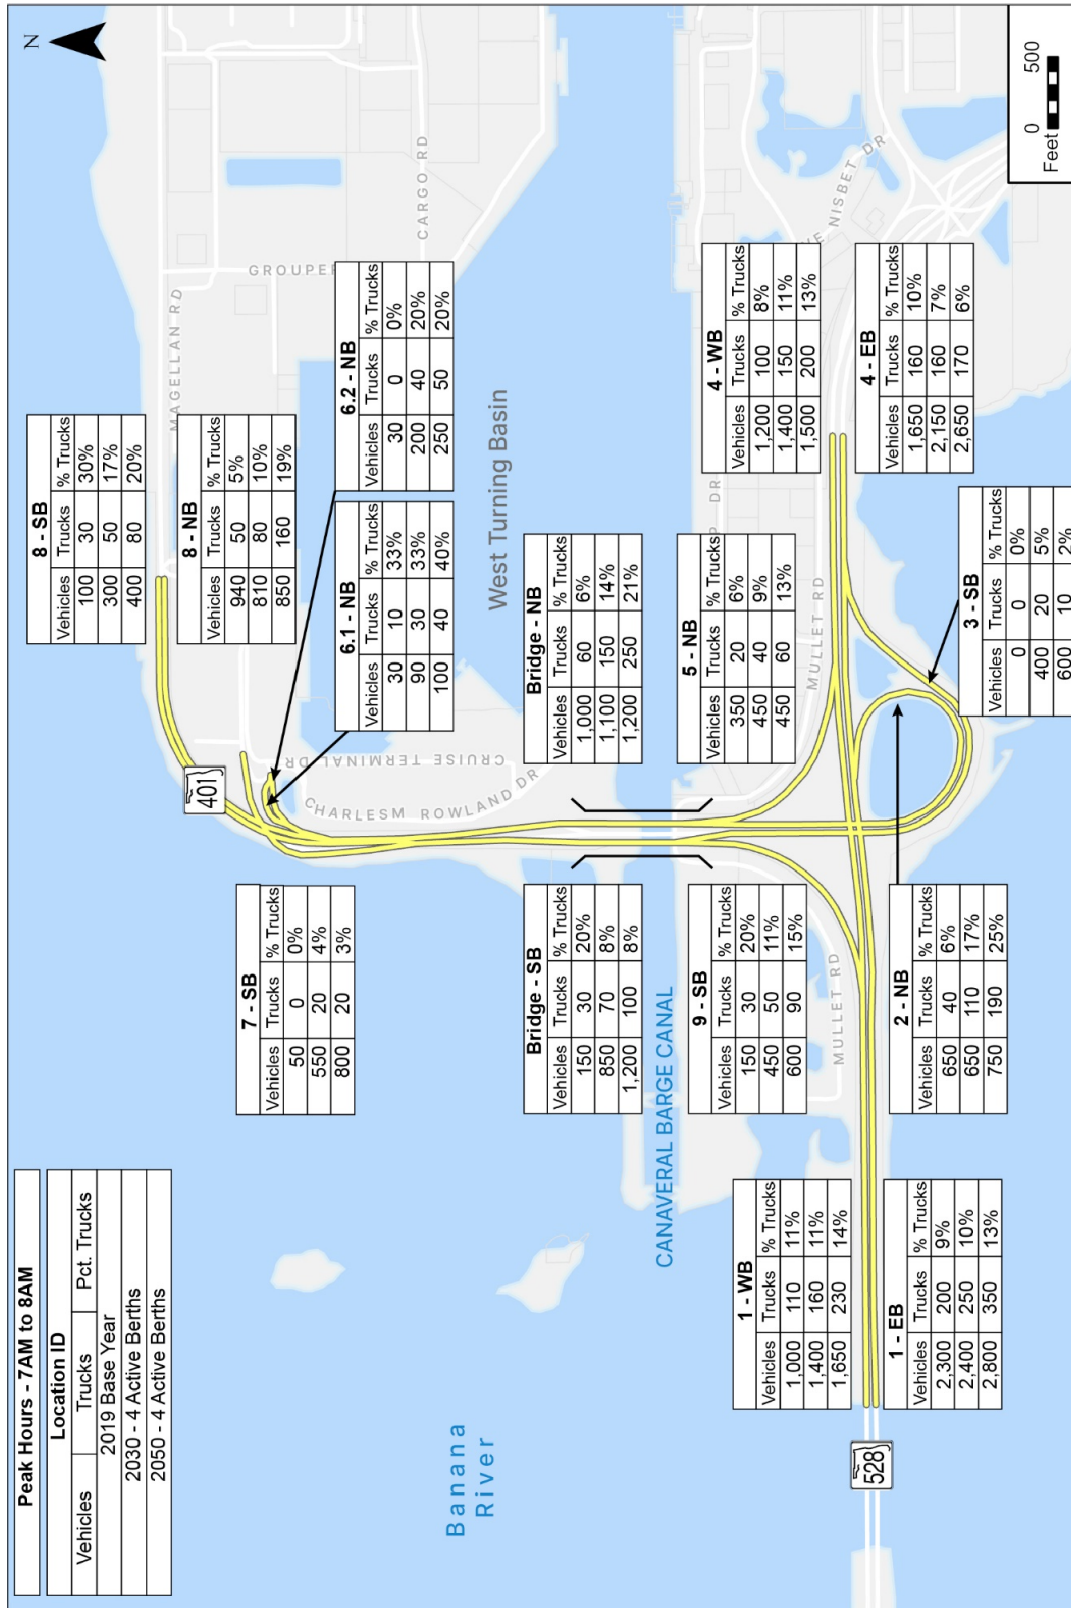 Peak Hours - 7AM to 8AM
Location ID
Vehicles Trucks Pct. Trucks
2019 Base Year
2030 - 4 Active Berths
2050 - 4 Active Berths
N
8 - SB
Vehicles Trucks % Trucks
100 30 30%
300 50 17%
400 80 20%
MAGELLAN RD
8 - NB
Vehicles Trucks % Trucks
940 50 5%
810 80 10%
850 160 19%
401
GROUPER
CARGO RD
7 - SB
Vehicles Trucks % Trucks
50 0 0%
550 20 4%
800 20 3%
6.1 - NB
Vehicles Trucks % Trucks
30 10 33%
90 30 33%
100 40 40%
6.2 - NB
Vehicles Trucks % Trucks
30 0 0%
200 40 20%
250 50 20%
CRUISE TERMINAL DR
CHARLESM ROWLAND DR
West Turning Basin
Banana
River
Bridge - SB
Vehicles Trucks % Trucks
150 30 20%
850 70 8%
1,200 100 8%
Bridge - NB
Vehicles Trucks % Trucks
1,000 60 6%
1,100 150 14%
1,200 250 21%
CANAVERAL BARGE CANAL
9 - SB
Vehicles Trucks % Trucks
150 30 20%
450 50 11%
600 90 15%
5 - NB
Vehicles Trucks % Trucks
350 20 6%
450 40 9%
450 60 13%
DR
4 - WB
Vehicles Trucks % Trucks
1,200 100 8%
1,400 150 11%
1,500 200 13%
NISBET DR
1 - WB
Vehicles Trucks % Trucks
1,000 110 11%
1,400 160 11%
1,650 230 14%
MULLET RD
MULLET RD
528
1 - EB
Vehicles Trucks % Trucks
2,300 200 9%
2,400 250 10%
2,800 350 13%
2 - NB
Vehicles Trucks % Trucks
650 40 6%
650 110 17%
750 190 25%
4 - EB
Vehicles Trucks % Trucks
1,650 160 10%
2,150 160 7%
2,650 170 6%
3 - SB
Vehicles Trucks % Trucks
0 0 0%
400 20 5%
600 10 2%
0 500
Feet